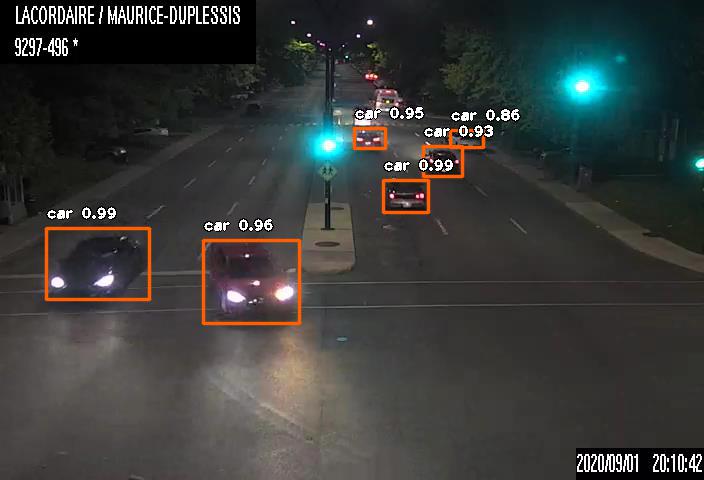 LACORDAIRE / MAURICE-DUPLESSIS
9297-496 *
car 0.95
car 0.86
car 0.93
car 0.99
car 0.99
car 0.96
2020/09/01 20:10:42